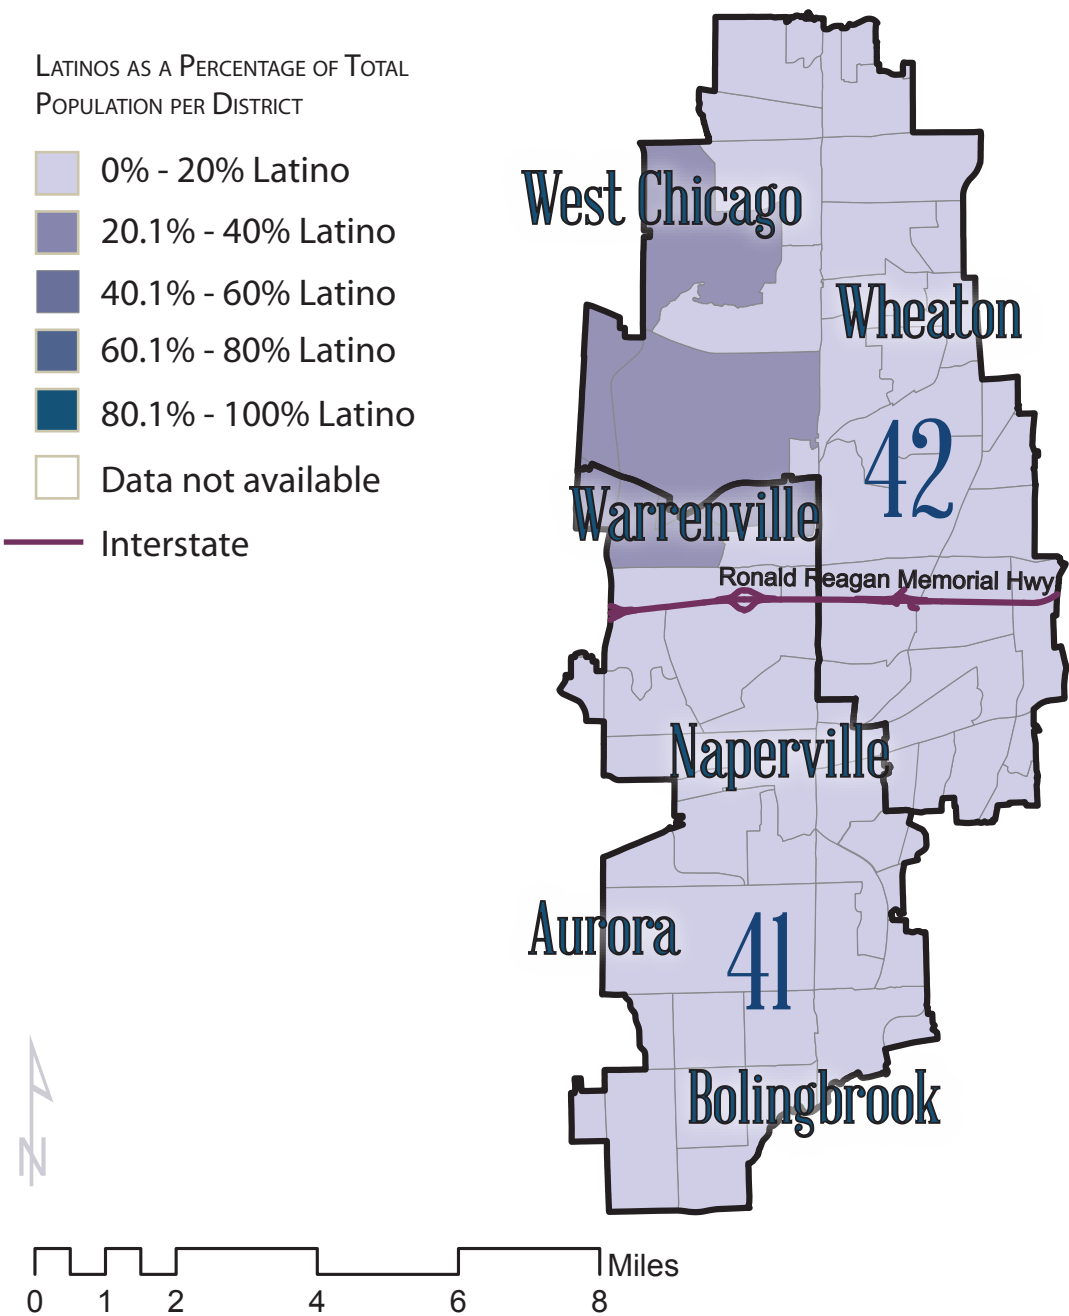 Latinos as a Percentage of Total
Population per District
0% - 20% Latino
20.1% - 40% Latino
40.1% - 60% Latino
60.1% - 80% Latino
80.1% - 100% Latino
Data not available
Interstate
West Chicago
Wheaton
42
Warrenville
Ronald Reagan Memorial Hwy
Naperville
Aurora
41
Bolingbrook
N
Miles
0 1 2 4 6 8